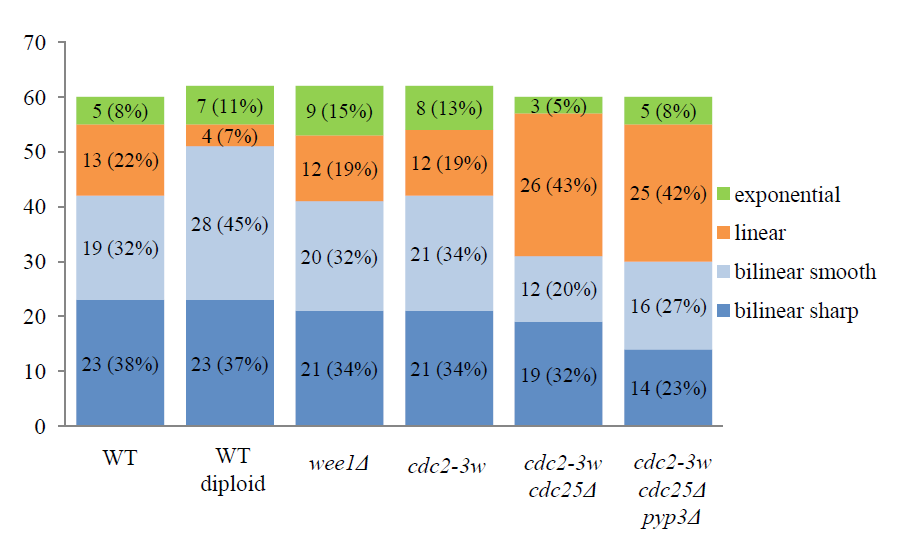 70
60
50
40
30
20
10
0
5 (8%)
13 (22%)
19 (32%)
23 (38%)
7 (11%)
4 (7%)
28 (45%)
23 (37%)
9 (15%)
12 (19%)
20 (32%)
21 (34%)
8 (13%)
12 (19%)
21 (34%)
21 (34%)
3 (5%)
26 (43%)
12 (20%)
19 (32%)
5 (8%)
25 (42%)
16 (27%)
14 (23%)
exponential
linear
bilinear smooth
bilinear sharp
WT
WT
diploid
wee1Δ
cdc2-3w
cdc2-3w
cdc25Δ
cdc2-3w
cdc25Δ
pyp3Δ